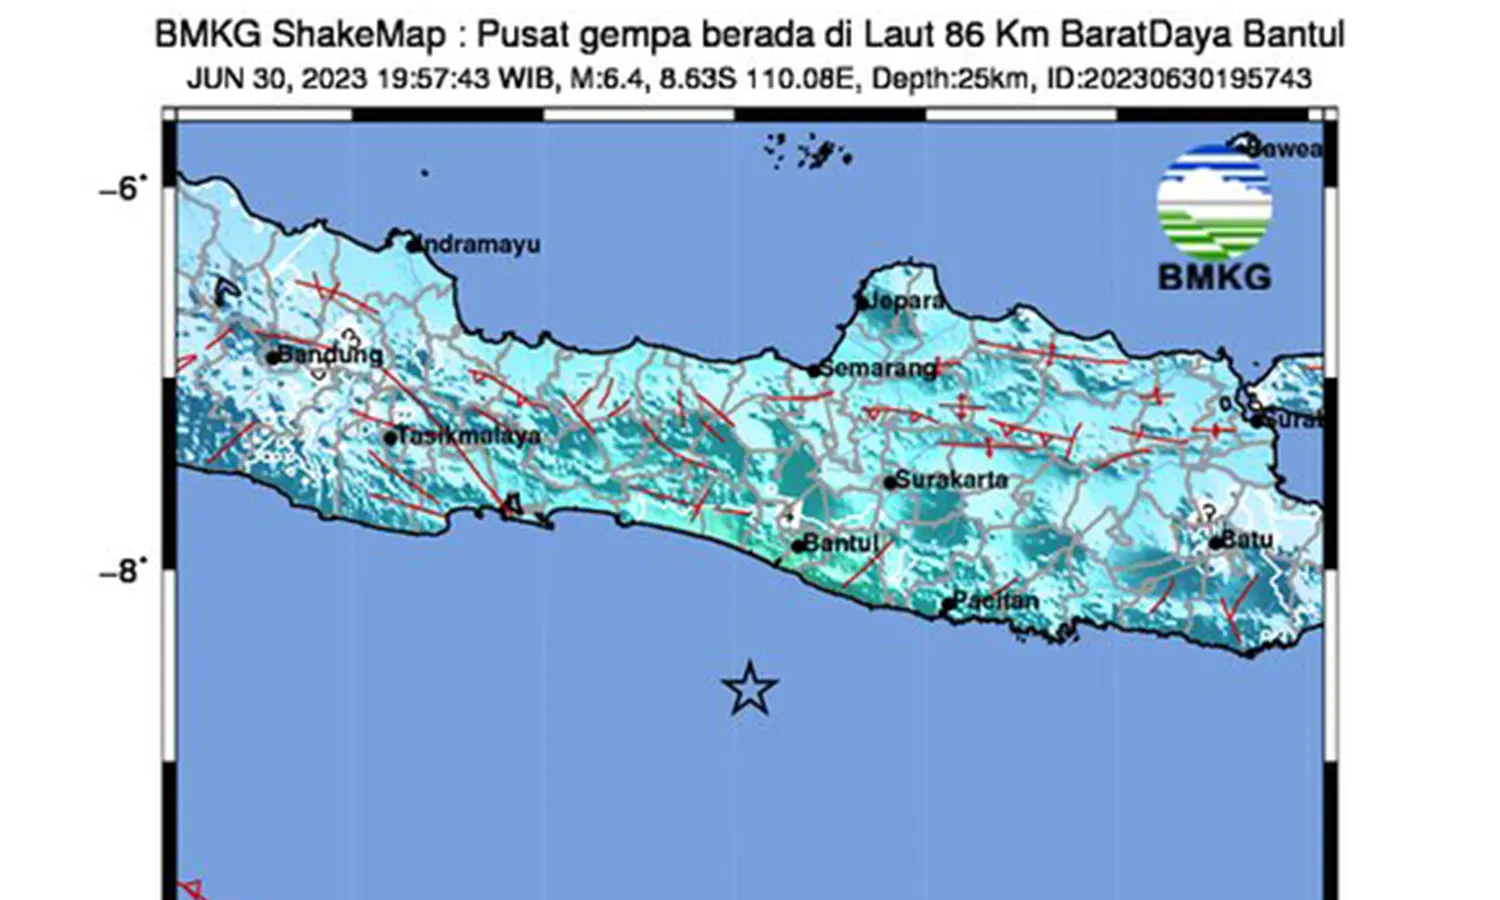 BMKG ShakeMap : Pusat gempa berada di Laut 86 Km BaratDaya Bantul
JUN 30, 2023 19:57:43 WIB, M:6.4, 8.63S 110.08E, Depth:25km, ID:20230630195743
Bawea
−6°
Indramayu
BMKG
Jepara
Bandung
Semarang
Tasikmalaya
Surakarta
Bantul
Batu
−8°
Pacitan